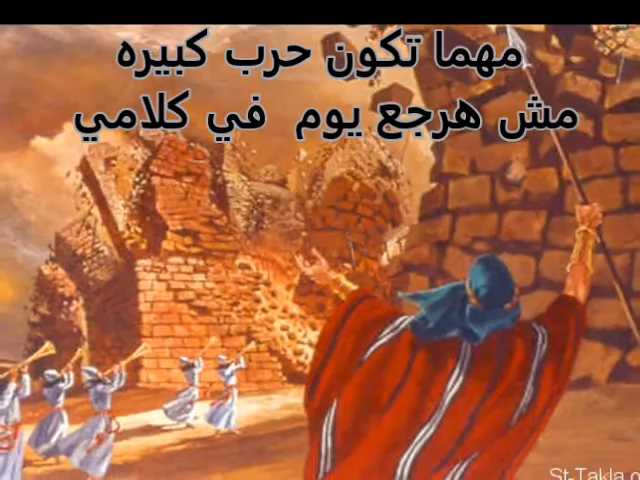 مهما تكون حرب كبيره
مش هرجع يوم في كلامي
St-Takla.o